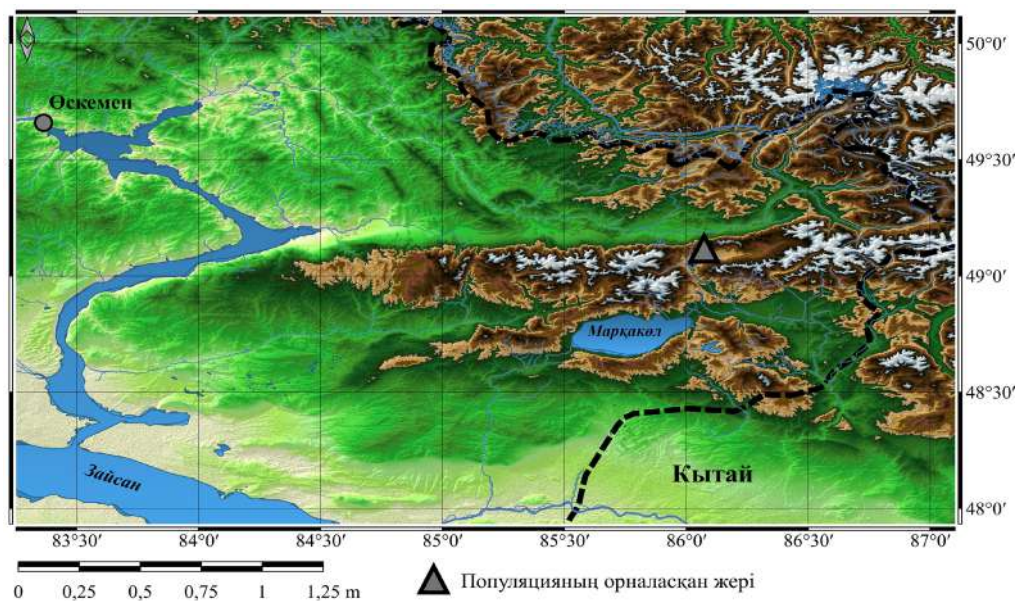 50°0′
Өскемен
49°30′
49°0′
Марқакөл
48°30′
Зайсан
Кытай
48°0′
83°30′ 84°0′ 84°30′ 85°0′ 85°30′ 86°0′ 86°30′ 87°0′
0 0,25 0,5 0,75 1 1,25 m
Популяцияның орналасқан жері